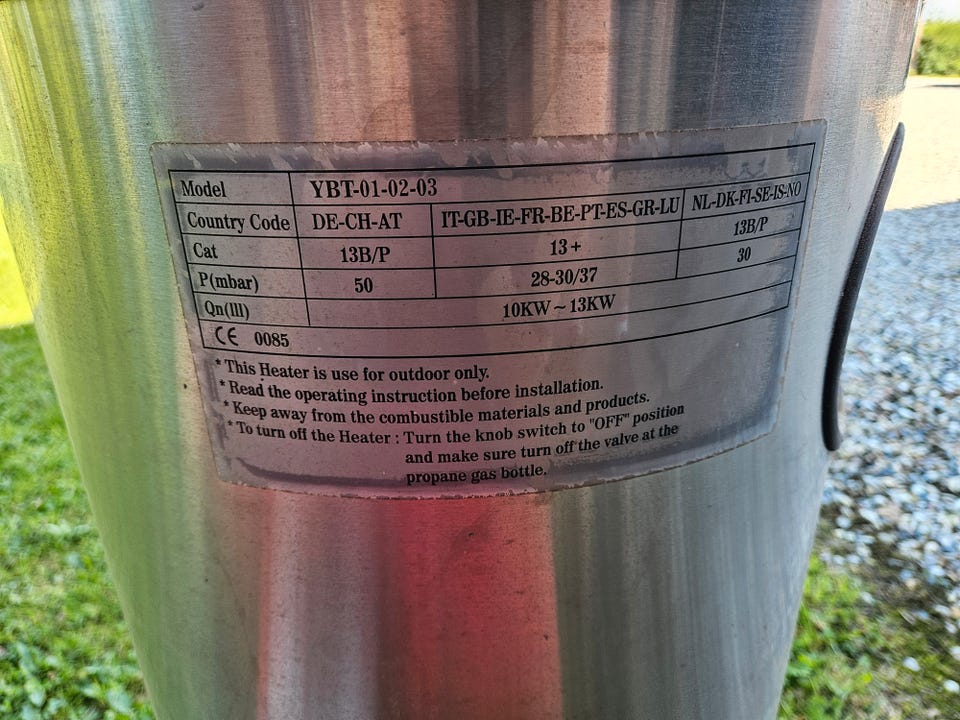 Model YBT-01-02-03
Country Code DE-CH-AT IT-GB-IE-FR-BE-PT-ES-GR-LU NL-DK-FI-SE-IS-NO
Cat 13B/P 13+ 13B/P
P(mbar) 50 28-30/37 30
Qn(lll) 10KW~13KW
CE 0085
* This Heater is use for outdoor only.
* Read the operating instruction before installation.
* Keep away from the combustible materials and products.
* To turn off the Heater : Turn the knob switch to "OFF" position
and make sure turn off the valve at the
propane gas bottle.